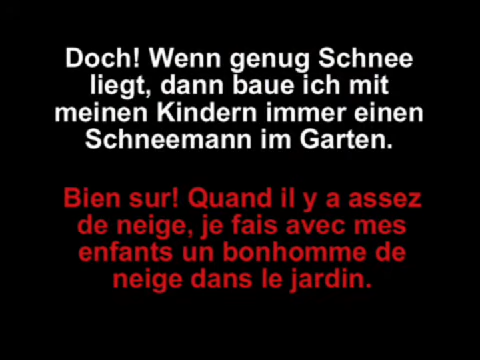 Doch! Wenn genug Schnee
liegt, dann baue ich mit
meinen Kindern immer einen
Schneemann im Garten.
Bien sur! Quand il y a assez
de neige, je fais avec mes
enfants un bonhomme de
neige dans le jardin.